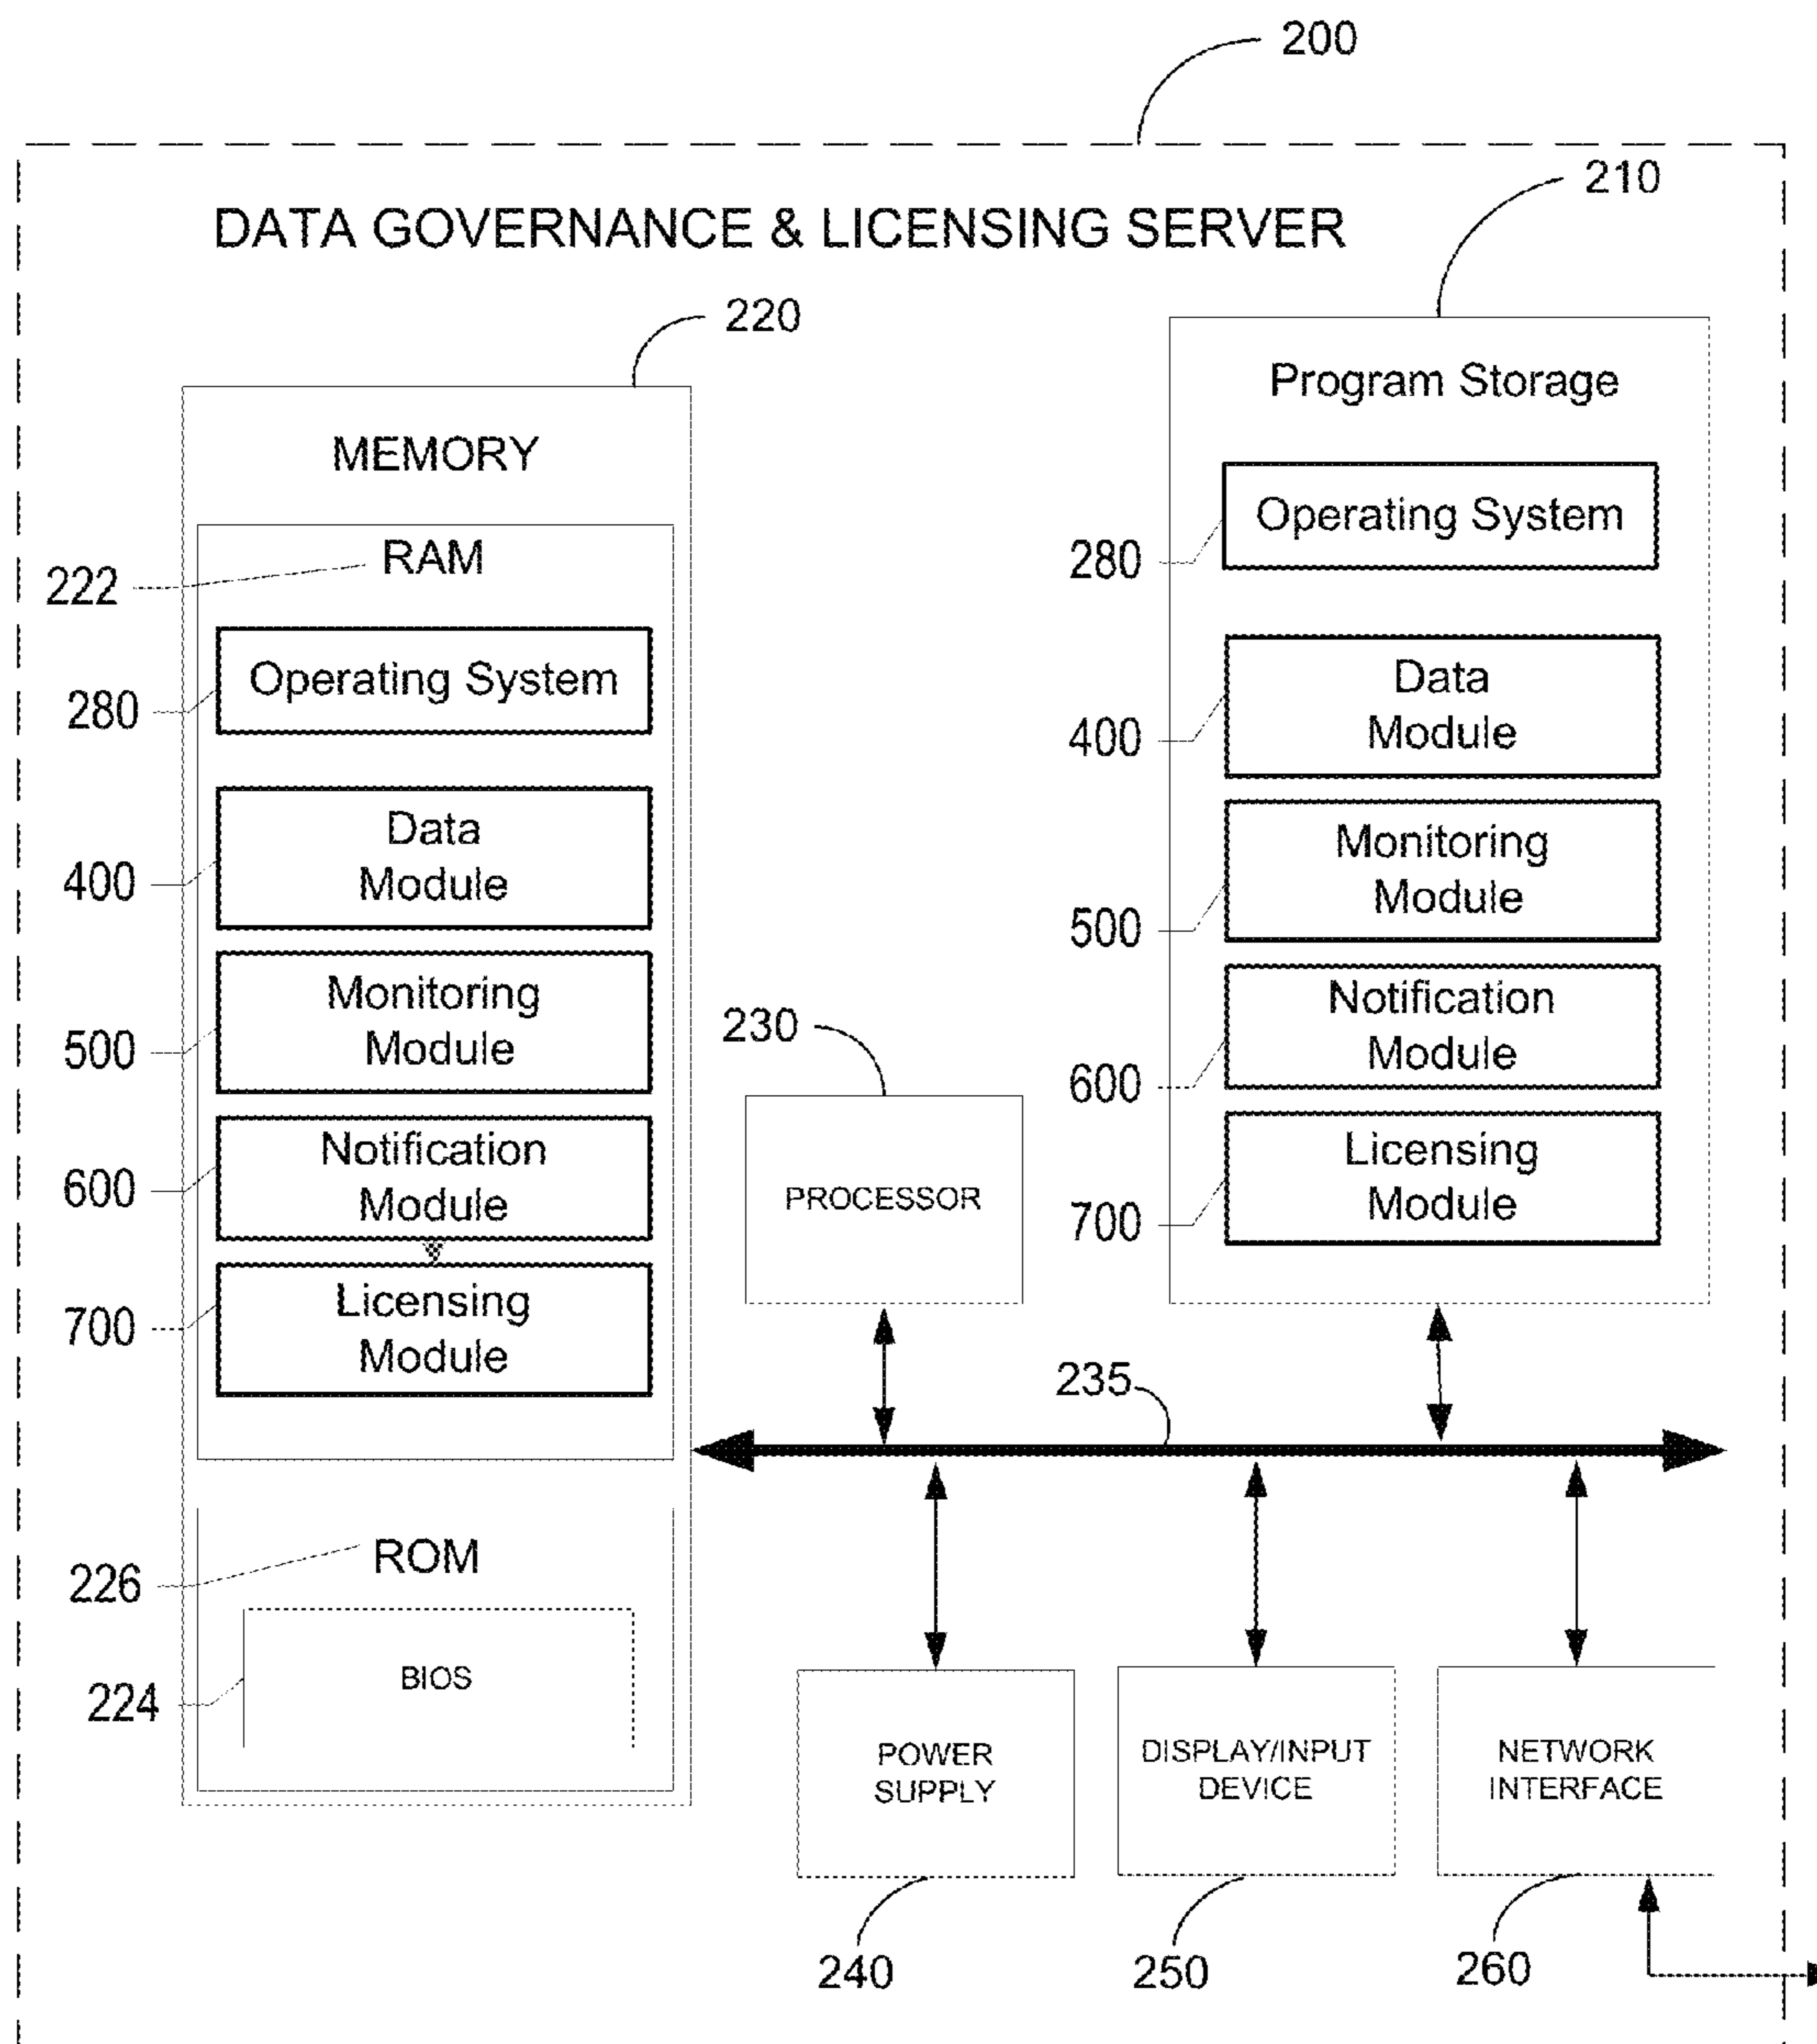 200
210
DATA GOVERNANCE & LICENSING SERVER
220
MEMORY
RAM
222
Operating System
280
Data
Module
400
Monitoring
Module
500
Notification
Module
600
Licensing
Module
700
ROM
226
BIOS
224
Program Storage
Operating System
280
Data
Module
400
Monitoring
Module
500
Notification
Module
600
Licensing
Module
700
230
PROCESSOR
235
POWER
SUPPLY
DISPLAY/INPUT
DEVICE
NETWORK
INTERFACE
240
250
260